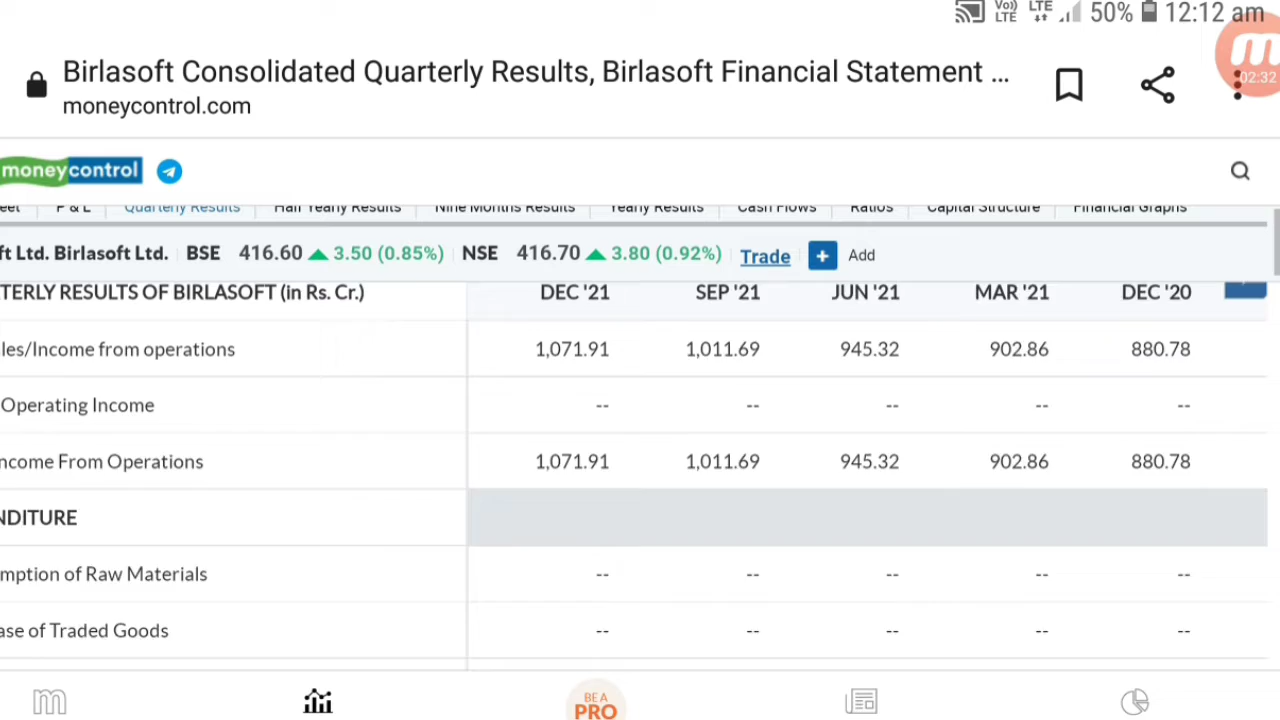 Vo)) LTE LTE 50% 12:12 am
Birlasoft Consolidated Quarterly Results, Birlasoft Financial Statement ...
moneycontrol.com
02:32
moneycontrol
eet P & L Quarterly Results Half Yearly Results Nine Months Results Yearly Results Cash Flows Ratios Capital Structure Financial Graphs
ft Ltd. Birlasoft Ltd. BSE 416.60 3.50 (0.85%) NSE 416.70 3.80 (0.92%) Trade + Add
TERLY RESULTS OF BIRLASOFT (in Rs. Cr.) DEC '21 SEP '21 JUN '21 MAR '21 DEC '20
les/Income from operations 1,071.91 1,011.69 945.32 902.86 880.78
Operating Income -- -- -- -- --
ncome From Operations 1,071.91 1,011.69 945.32 902.86 880.78
NDITURE
mption of Raw Materials -- -- -- -- --
ase of Traded Goods -- -- -- -- --
BE A
PRO